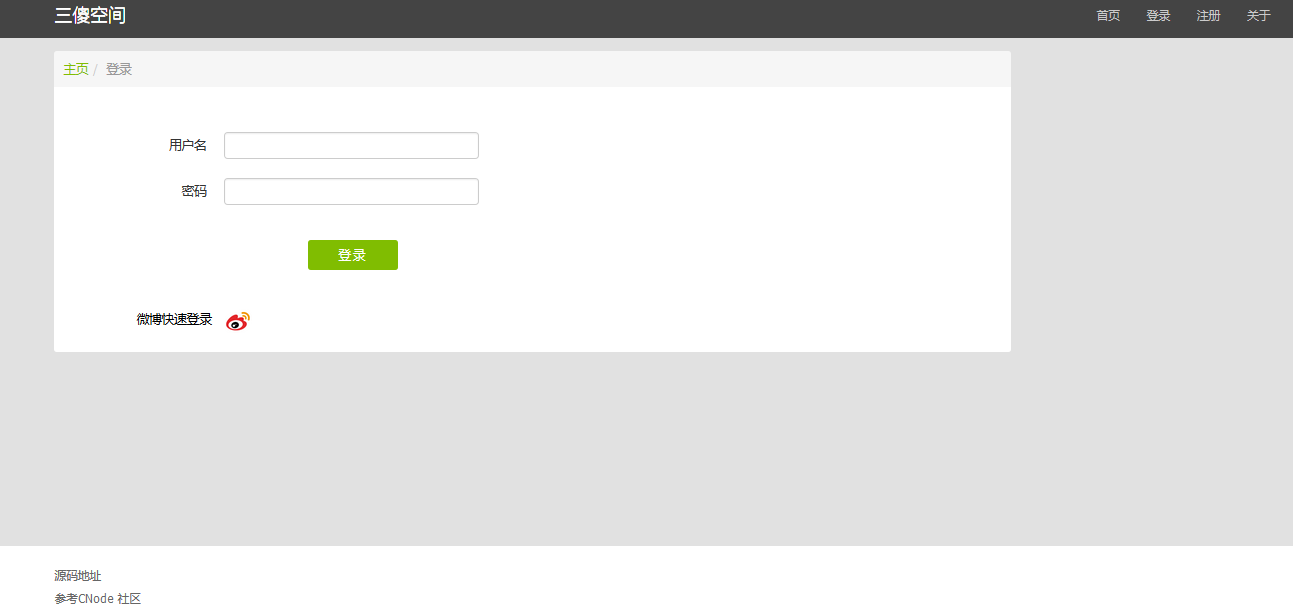 三傻空间 首页 登录 注册 关于
主页 / 登录
用户名
密码
登录
微博快速登录
源码地址
参考CNode 社区